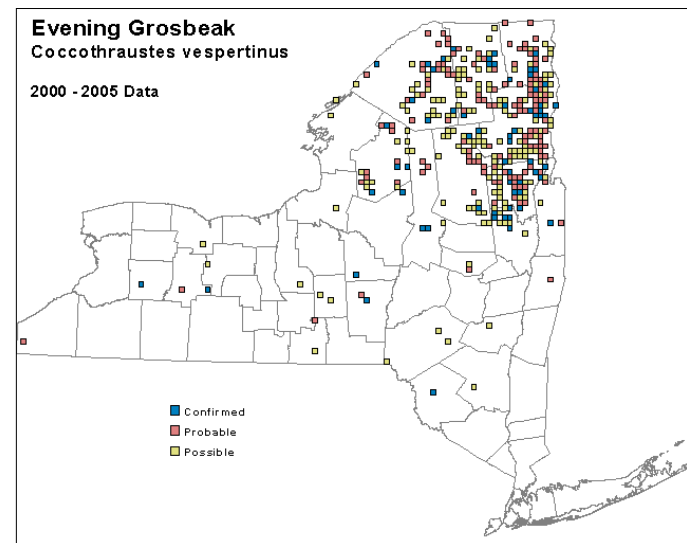 Evening Grosbeak
Coccothraustes vespertinus
2000 - 2005 Data
Confirmed
Probable
Possible